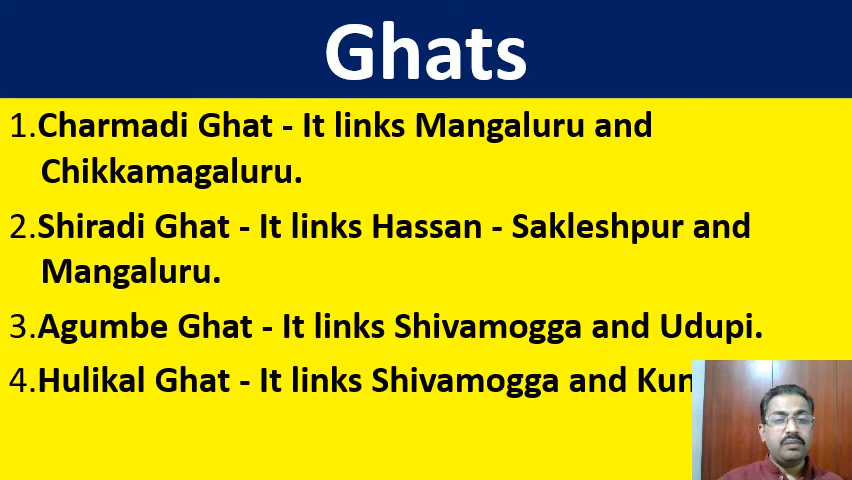 Ghats
1.Charmadi Ghat - It links Mangaluru and
Chikkamagaluru.
2.Shiradi Ghat - It links Hassan - Sakleshpur and
Mangaluru.
3.Agumbe Ghat - It links Shivamogga and Udupi.
4.Hulikal Ghat - It links Shivamogga and